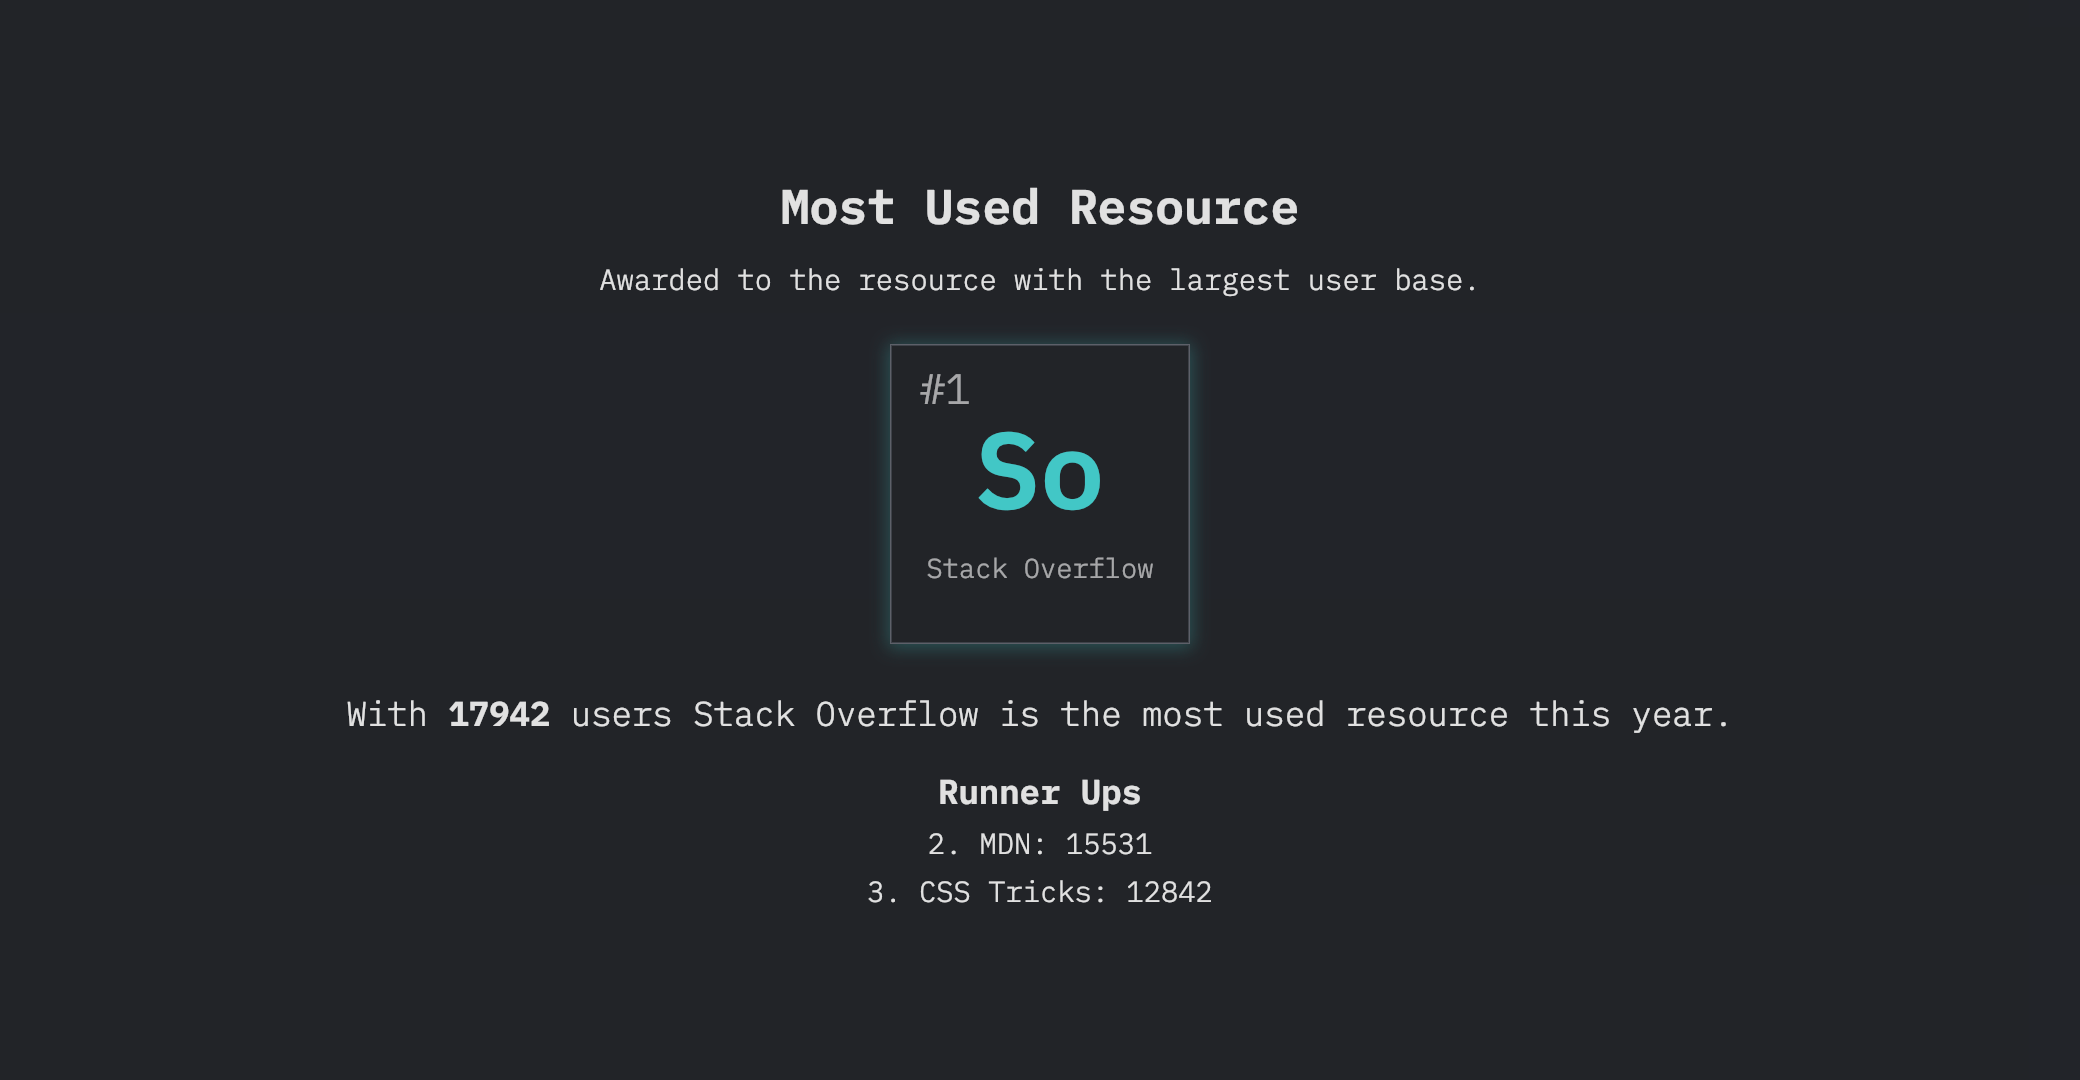 Most Used Resource
Awarded to the resource with the largest user base.
#1
So
Stack Overflow
With 17942 users Stack Overflow is the most used resource this year.
Runner Ups
2. MDN: 15531
3. CSS Tricks: 12842